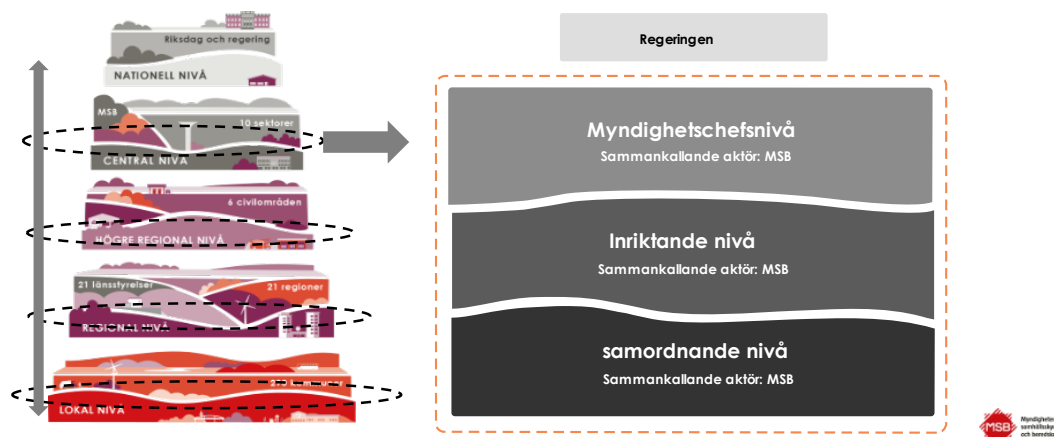 Riksdag och regering
NATIONELL NIVÅ
MSB
10 sektorer
CENTRAL NIVÅ
6 civilområden
HÖGRE REGIONAL NIVÅ
21 länsstyrelser
21 regioner
REGIONAL NIVÅ
LOKAL NIVÅ
Regeringen
Myndighetschefsnivå
Sammankallande aktör: MSB
Inriktande nivå
Sammankallande aktör: MSB
samordnande nivå
Sammankallande aktör: MSB
MSB